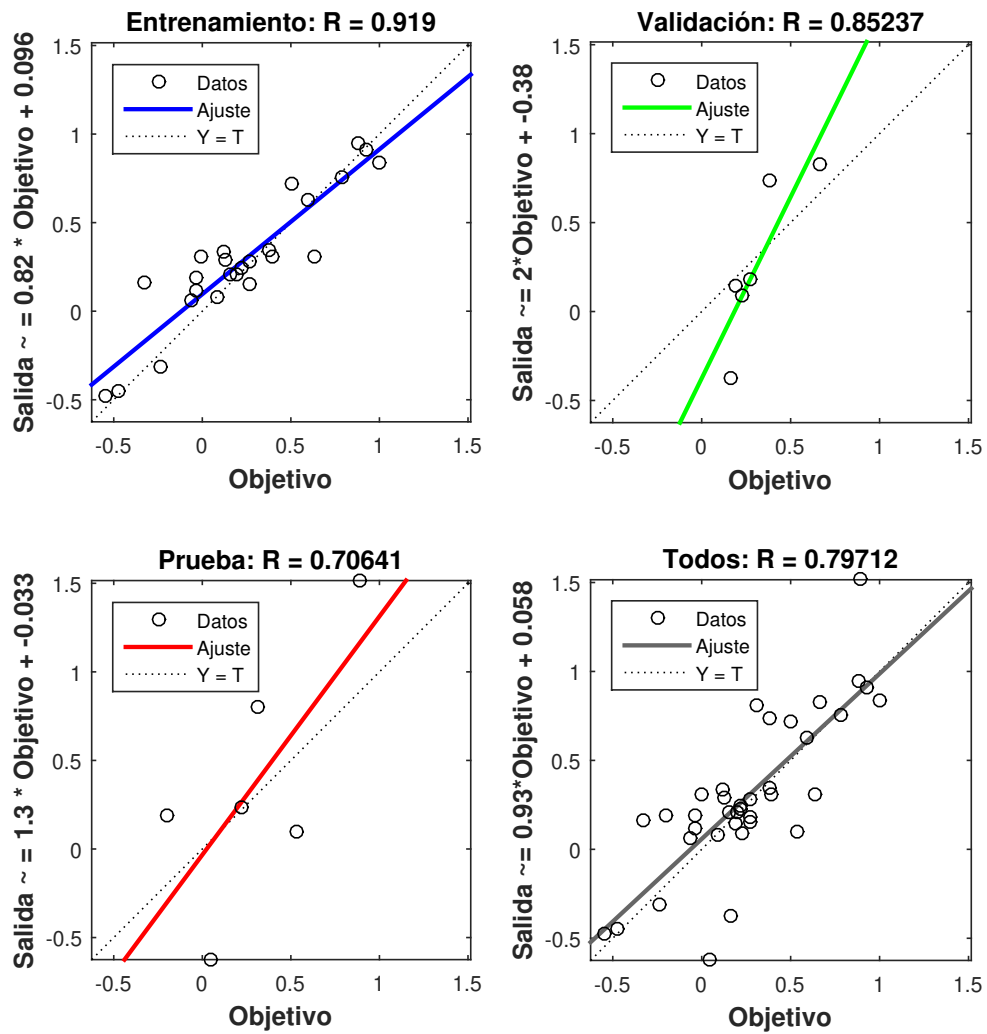 Entrenamiento: R = 0.919
Salida ~= 0.82 * Objetivo + 0.096
1.5
1
0.5
0
-0.5
Datos
Ajuste
Y = T
-0.5
0
0.5
1
1.5
Objetivo
Validación: R = 0.85237
Salida ~= 2*Objetivo + -0.38
1.5
1
0.5
0
-0.5
Datos
Ajuste
Y = T
-0.5
0
0.5
1
1.5
Objetivo
Prueba: R = 0.70641
Salida ~= 1.3 * Objetivo + -0.033
1.5
1
0.5
0
-0.5
Datos
Ajuste
Y = T
-0.5
0
0.5
1
1.5
Objetivo
Todos: R = 0.79712
Salida ~= 0.93*Objetivo + 0.058
1.5
1
0.5
0
-0.5
Datos
Ajuste
Y = T
-0.5
0
0.5
1
1.5
Objetivo